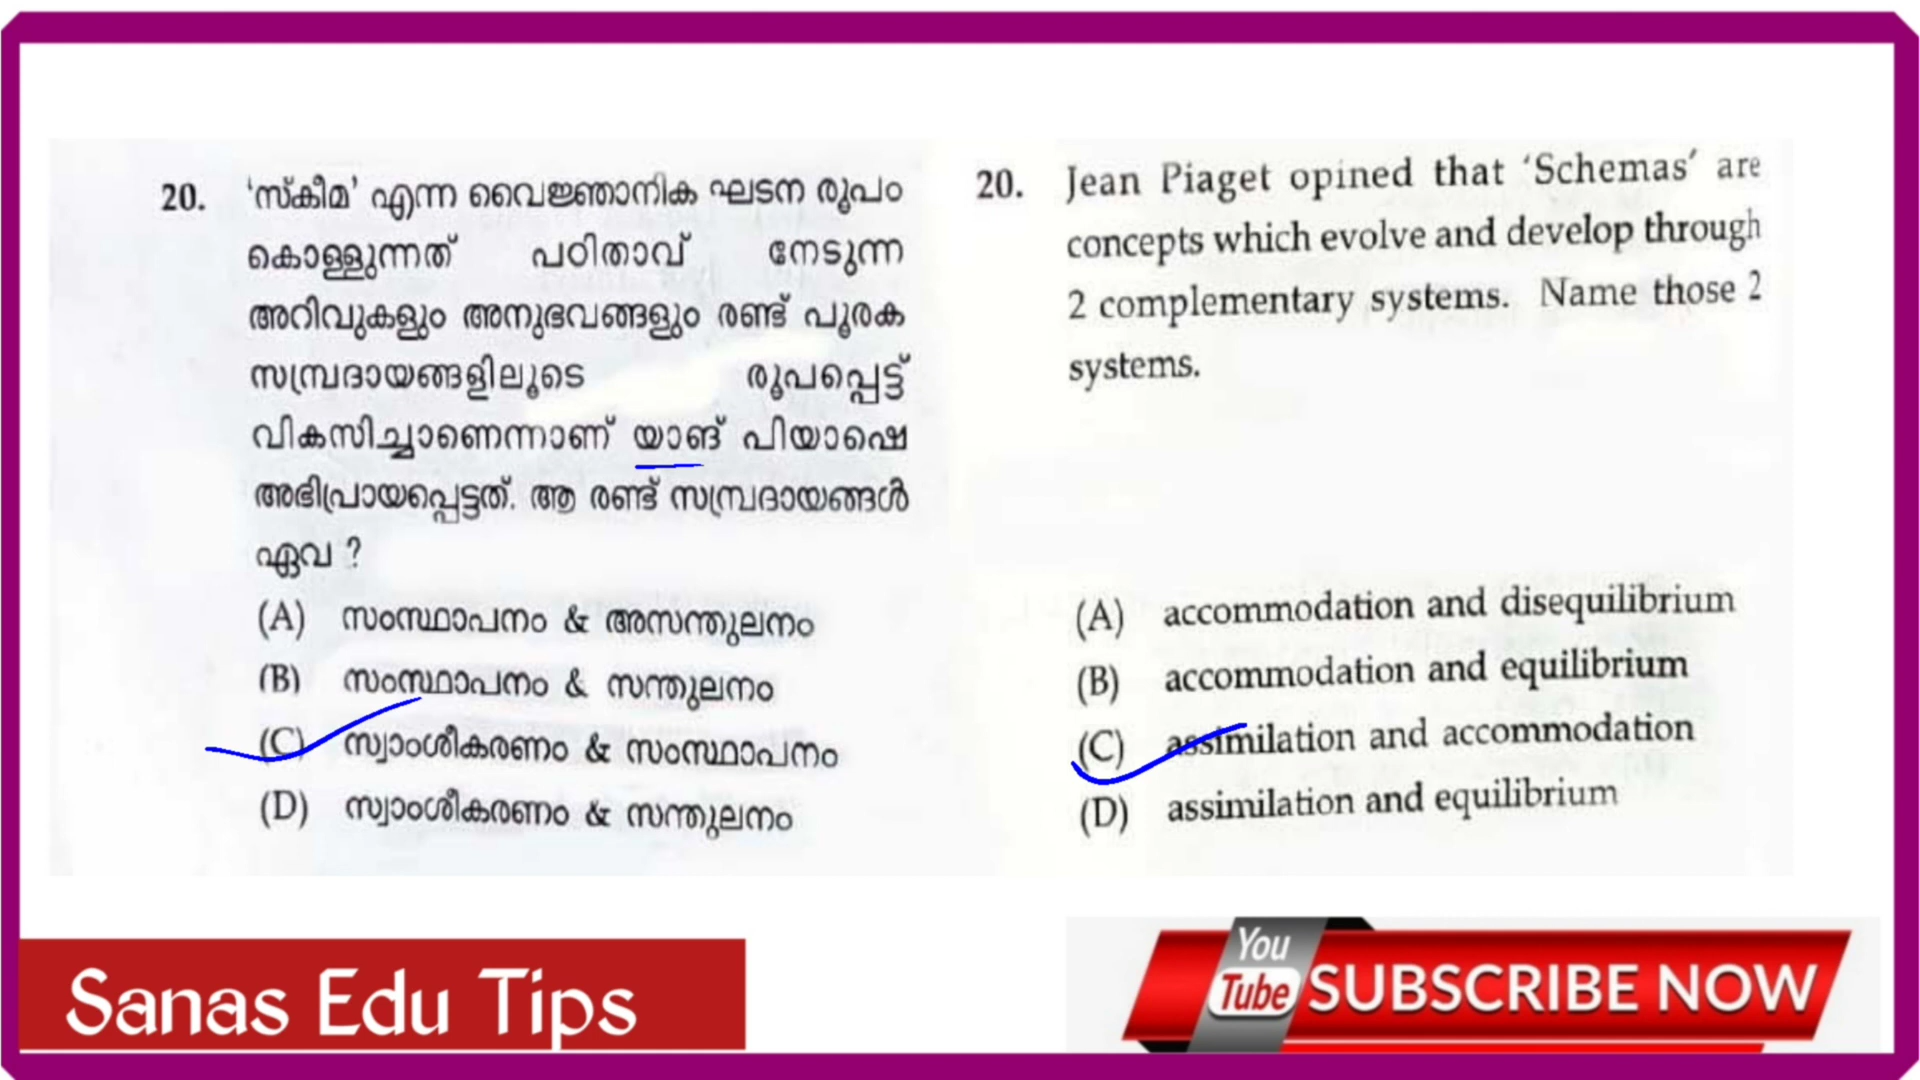 20. 'സ്കീമ' എന്ന വൈജ്ഞാനിക ഘടന രൂപം
കൊള്ളുന്നത് പഠിതാവ് നേടുന്ന
അറിവുകളും അനുഭവങ്ങളും രണ്ട് പൂരക
സമ്പ്രദായങ്ങളിലൂടെ രൂപപ്പെട്ട്
വികസിച്ചാണെന്നാണ് യാങ് പിയാഷെ
അഭിപ്രായപ്പെട്ടത്. ആ രണ്ട് സമ്പ്രദായങ്ങൾ
ഏവ ?
(A) സംസ്ഥാപനം & അസന്തുലനം
(B) സംസ്ഥാപനം & സന്തുലനം
(C) സ്വാംശീകരണം & സംസ്ഥാപനം
(D) സ്വാംശീകരണം & സന്തുലനം
20. Jean Piaget opined that 'Schemas' are
concepts which evolve and develop through
2 complementary systems. Name those 2
systems.
(A) accommodation and disequilibrium
(B) accommodation and equilibrium
(C) assimilation and accommodation
(D) assimilation and equilibrium
Sanas Edu Tips
You
Tube SUBSCRIBE NOW